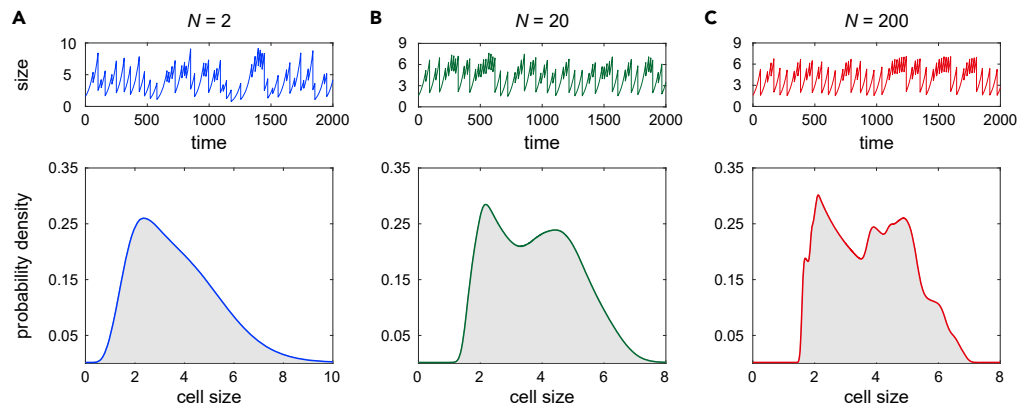 A
N = 2
B
N = 20
C
N = 200
size
10
5
0
0 500 1000 1500 2000
time
9
6
3
0
0 500 1000 1500 2000
time
9
6
3
0
0 500 1000 1500 2000
time
probability density
0.35
0.25
0.15
0.05
0 2 4 6 8 10
cell size
0.35
0.25
0.15
0.05
0 2 4 6 8
cell size
0.35
0.25
0.15
0.05
0 2 4 6 8
cell size